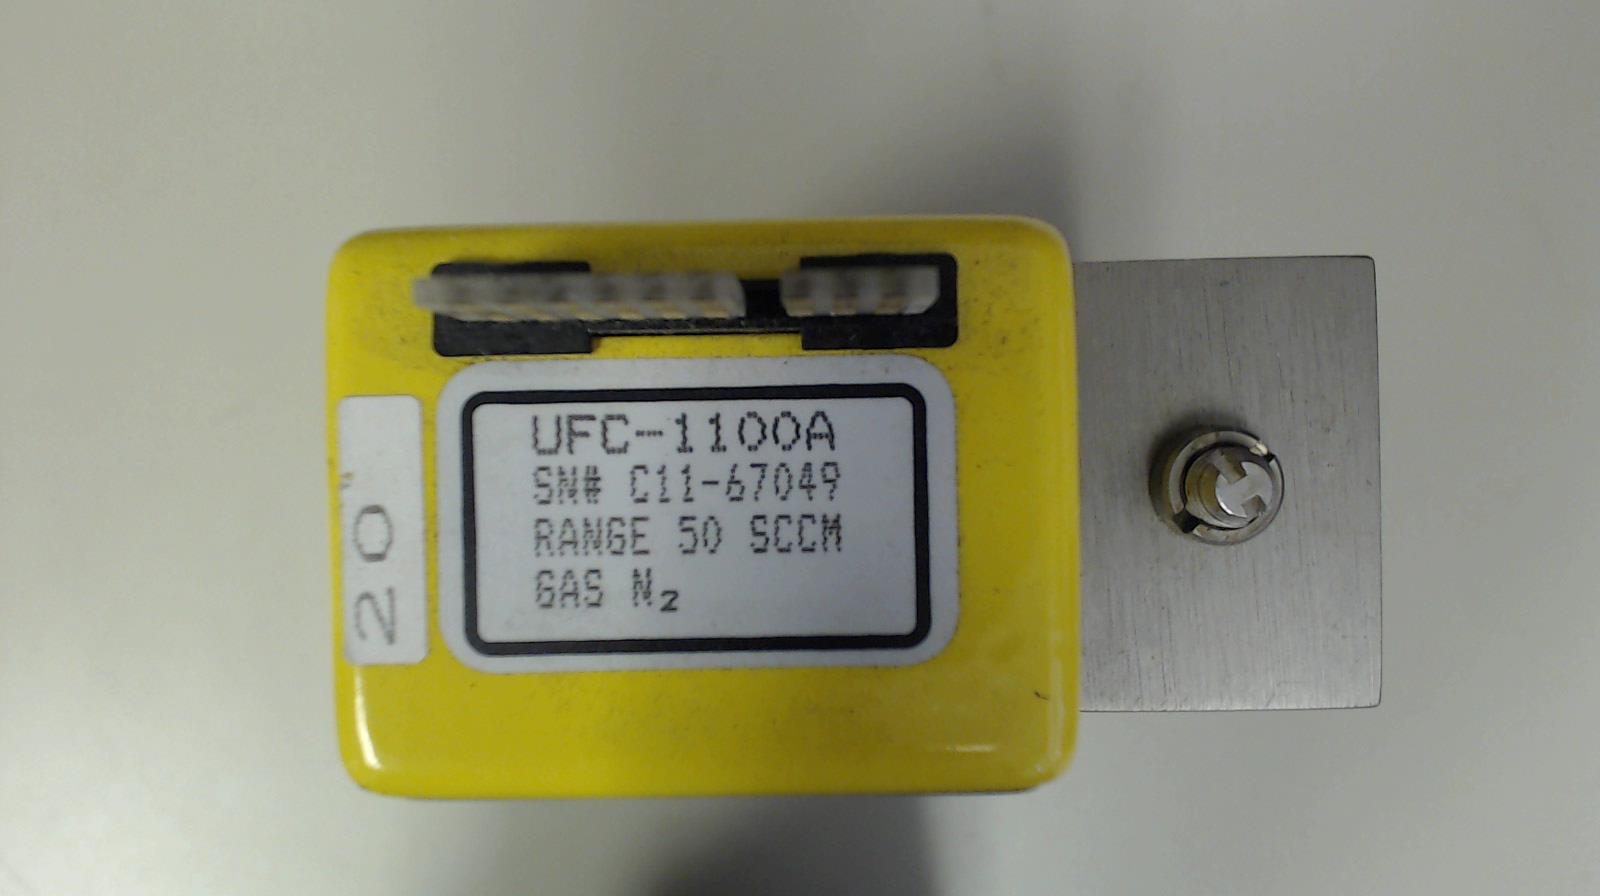 UFC-1100A
SN# C11-67049
RANGE 50 SCCM
GAS N₂
20